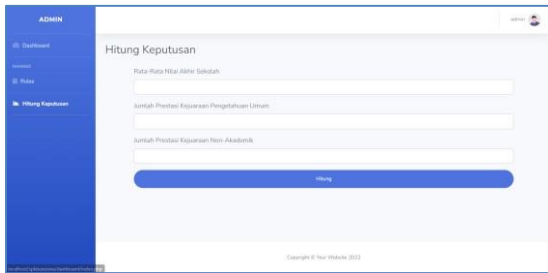 ADMIN
admin
Dashboard
Rules
Hitung Keputusan
Hitung Keputusan
Rata-Rata Nilai Akhir Sekolah
Jumlah Prestasi Kejuaraan Pengetahuan Umum
Jumlah Prestasi Kejuaraan Non-Akademik
Hitung
Copyright © Your Website 2021